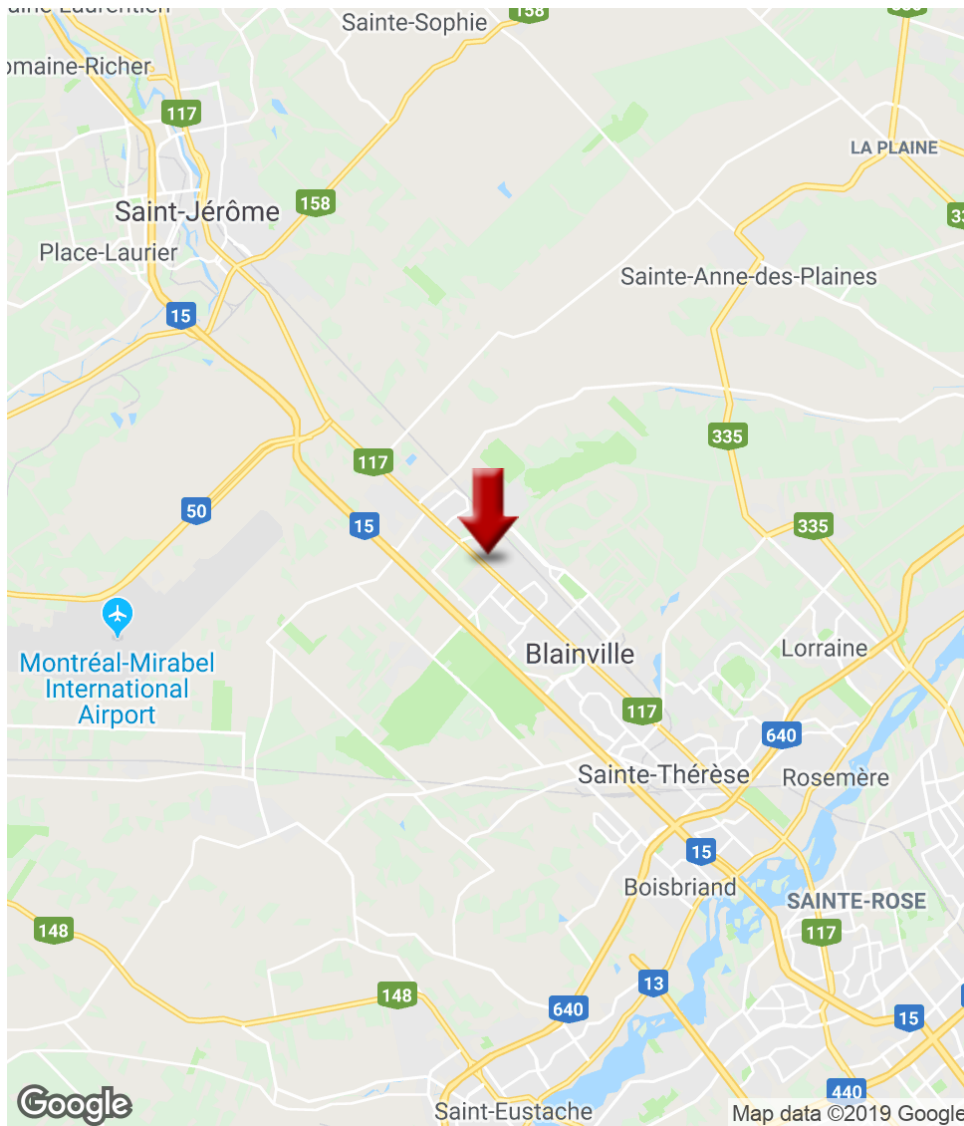 Sainte-Sophie
158
omaine-Richer
117
LA PLAINE
Saint-Jérôme
158
Place-Laurier
Sainte-Anne-des-Plaines
15
335
117
50
15
335
Montréal-Mirabel
International
Airport
Blainville
Lorraine
117
640
Sainte-Thérèse
Rosemère
15
Boisbriand
SAINTE-ROSE
148
117
13
148
640
15
440
Google
Saint-Eustache
Map data ©2019 Google